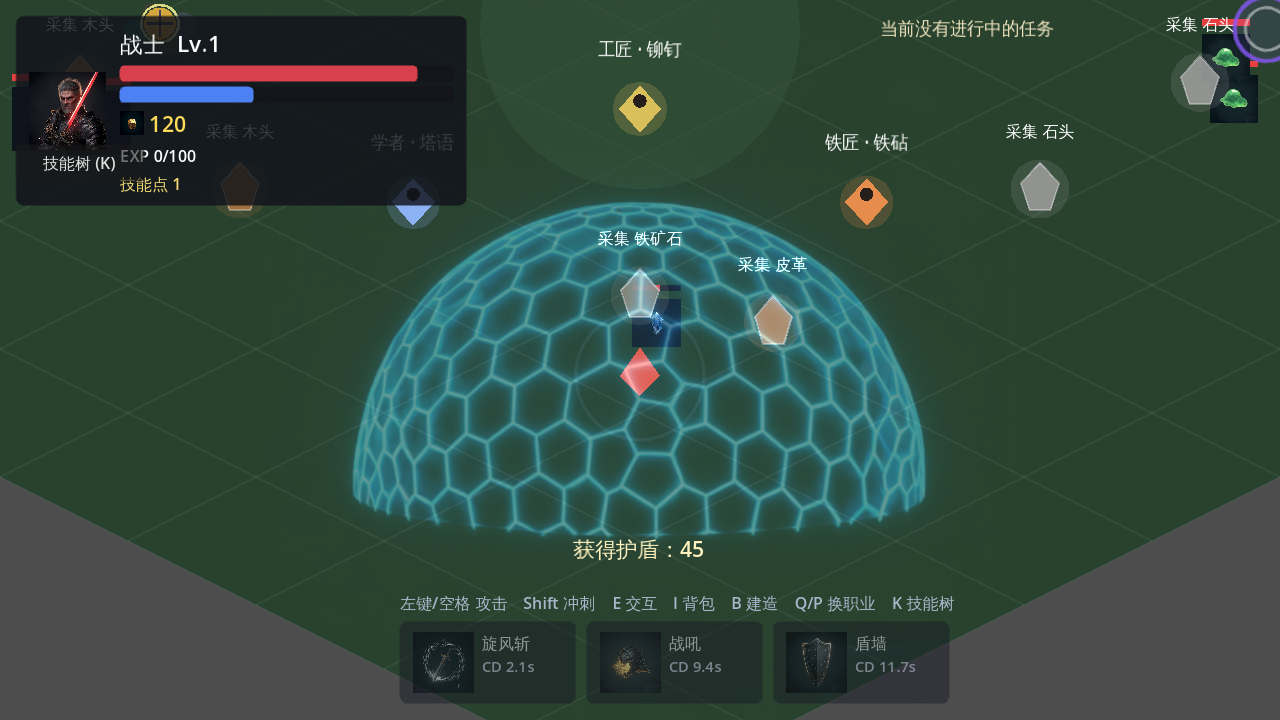 采集 木头
战士 Lv.1
120
EXP 0/100
技能点 1
技能树 (K)
采集 木头
学者 · 塔语
工匠 · 铆钉
当前没有进行中的任务
采集 石头
铁匠 · 铁砧
采集 石头
采集 铁矿石
采集 皮革
获得护盾：45
左键/空格 攻击 Shift 冲刺 E 交互 I 背包 B 建造 Q/P 换职业 K 技能树
旋风斩
CD 2.1s
战吼
CD 9.4s
盾墙
CD 11.7s